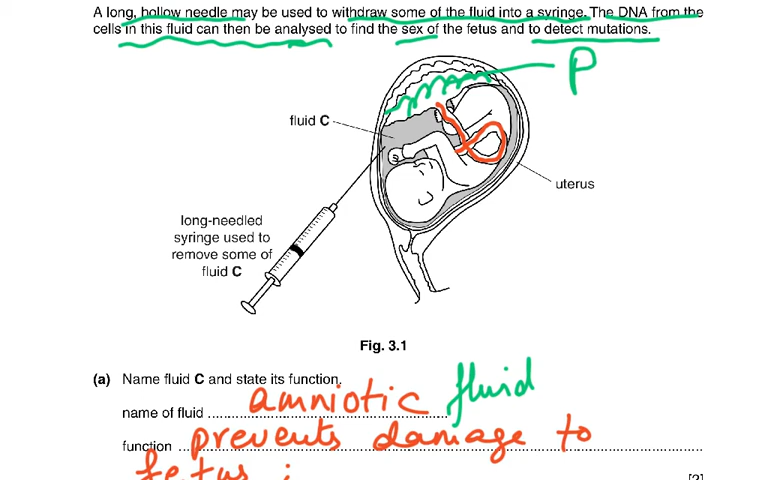 A long, hollow needle may be used to withdraw some of the fluid into a syringe. The DNA from the
cells in this fluid can then be analysed to find the sex of the fetus and to detect mutations.
P
fluid C
uterus
long-needled
syringe used to
remove some of
fluid C
Fig. 3.1
(a) Name fluid C and state its function.
name of fluid amniotic fluid
function prevents damage to
fetus ;
[2]